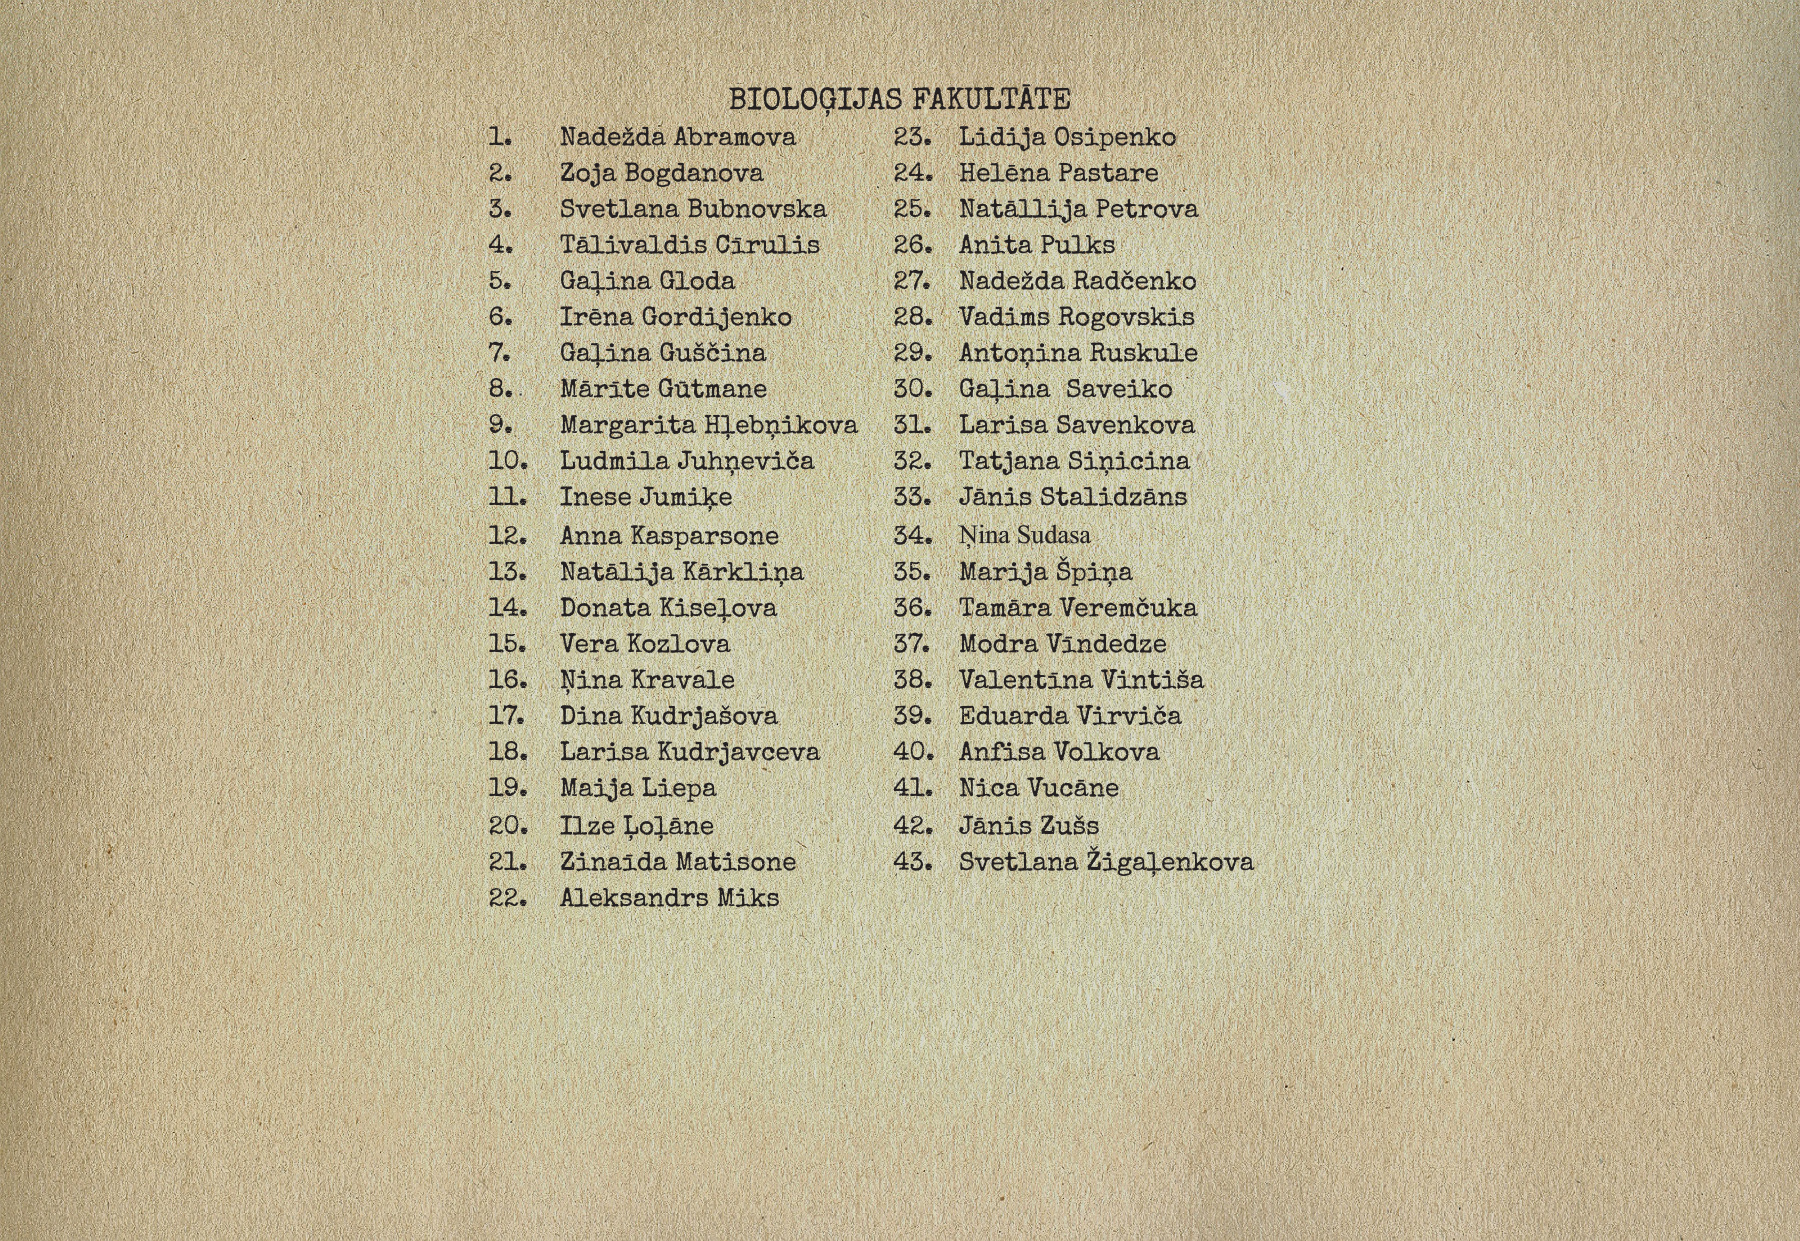 BIOLOĢIJAS FAKULTĀTE
1. Nadežda Abramova
2. Zoja Bogdanova
3. Svetlana Bubnovska
4. Tālivaldis Cīrulis
5. Gaļina Gloda
6. Irēna Gordijenko
7. Gaļina Guščina
8. Mārīte Gūtmane
9. Margarita Hļebņikova
10. Ludmila Juhņeviča
11. Inese Jumiķe
12. Anna Kasparsone
13. Natālija Kārkliņa
14. Donata Kiseļova
15. Vera Kozlova
16. Ņina Kravale
17. Dina Kudrjašova
18. Larisa Kudrjavceva
19. Maija Liepa
20. Ilze Ļoļāne
21. Zinaīda Matisone
22. Aleksandrs Miks
23. Lidija Osipenko
24. Helēna Pastare
25. Natāllija Petrova
26. Anita Pulks
27. Nadežda Radčenko
28. Vadims Rogovskis
29. Antoņina Ruskule
30. Gaļina Saveiko
31. Larisa Savenkova
32. Tatjana Siņicina
33. Jānis Stalidzāns
34. Ņina Sudasa
35. Marija Špiņa
36. Tamāra Veremčuka
37. Modra Vīndedze
38. Valentīna Vintiša
39. Eduarda Virviča
40. Anfisa Volkova
41. Nica Vucāne
42. Jānis Zušs
43. Svetlana Žigaļenkova